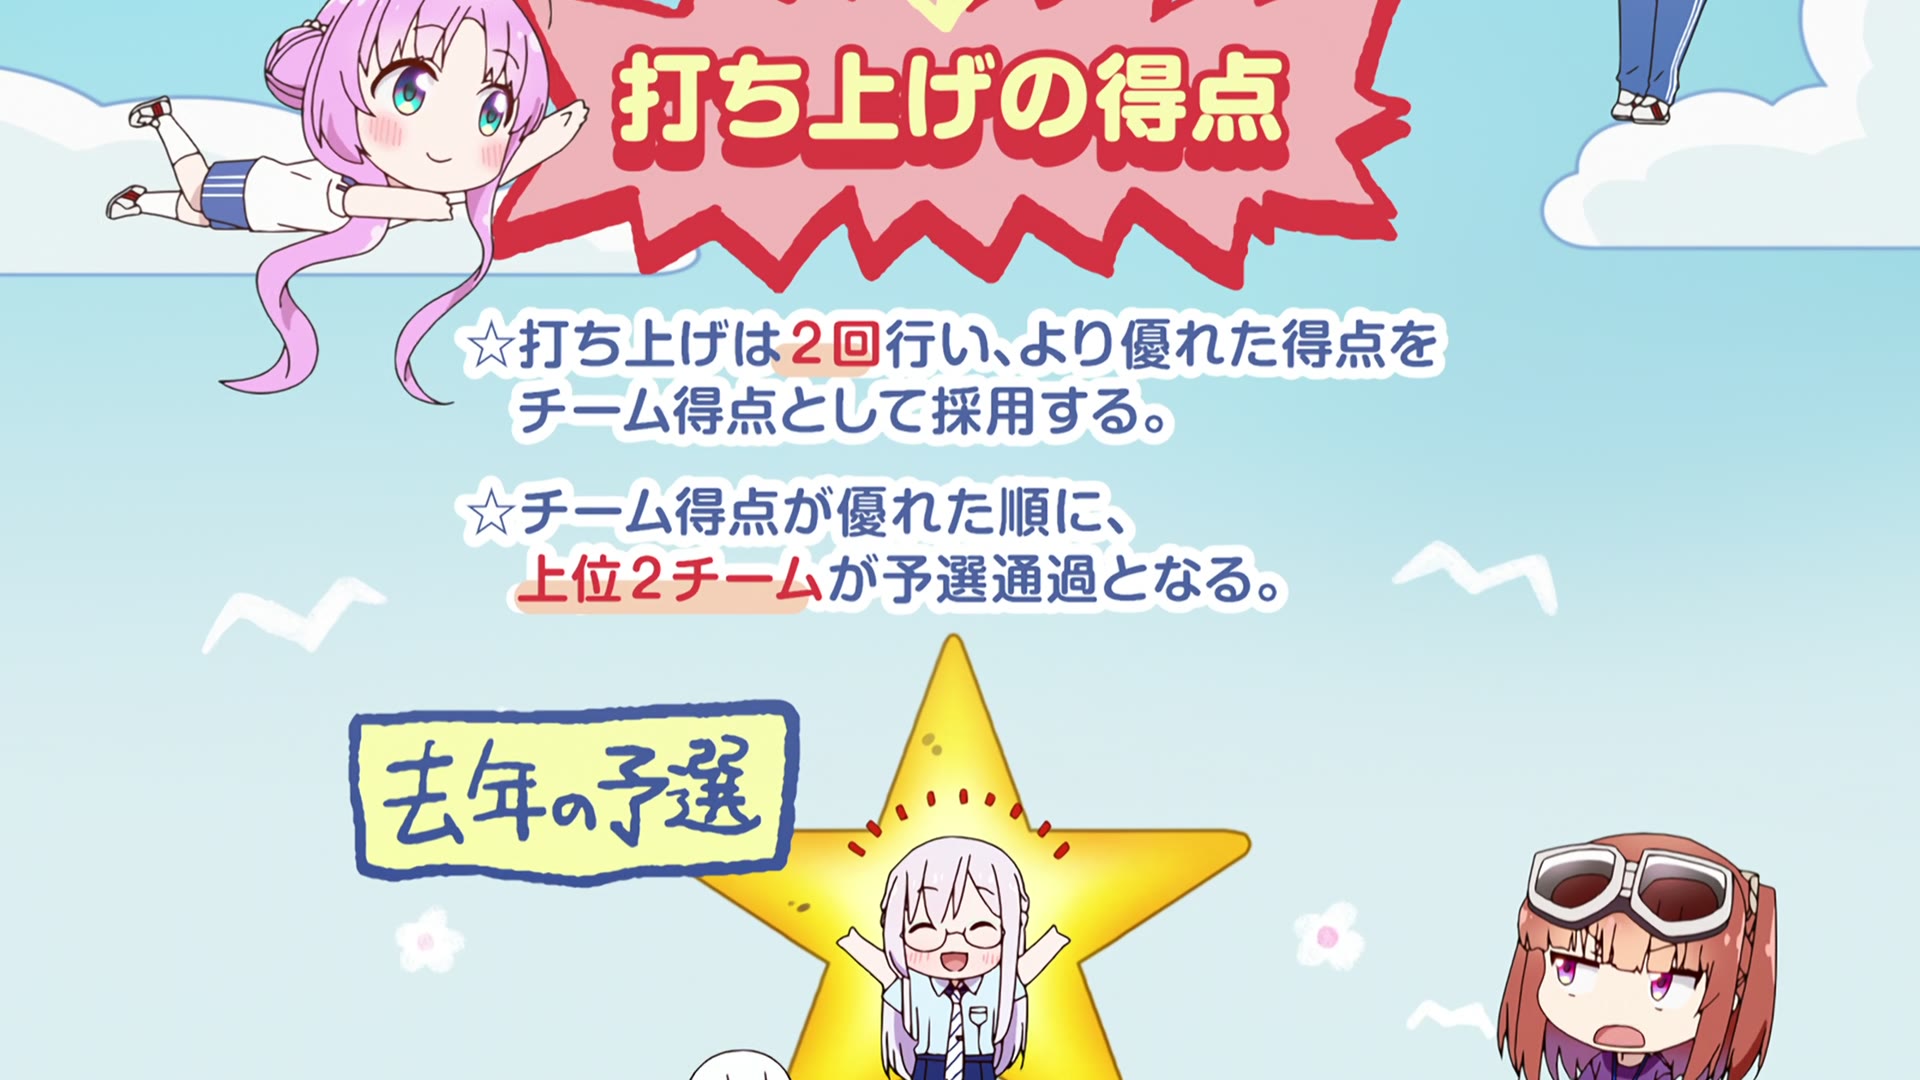 打ち上げの得点
☆打ち上げは２回行い、より優れた得点を
チーム得点として採用する。
☆チーム得点が優れた順に、
上位２チームが予選通過となる。
去年の予選